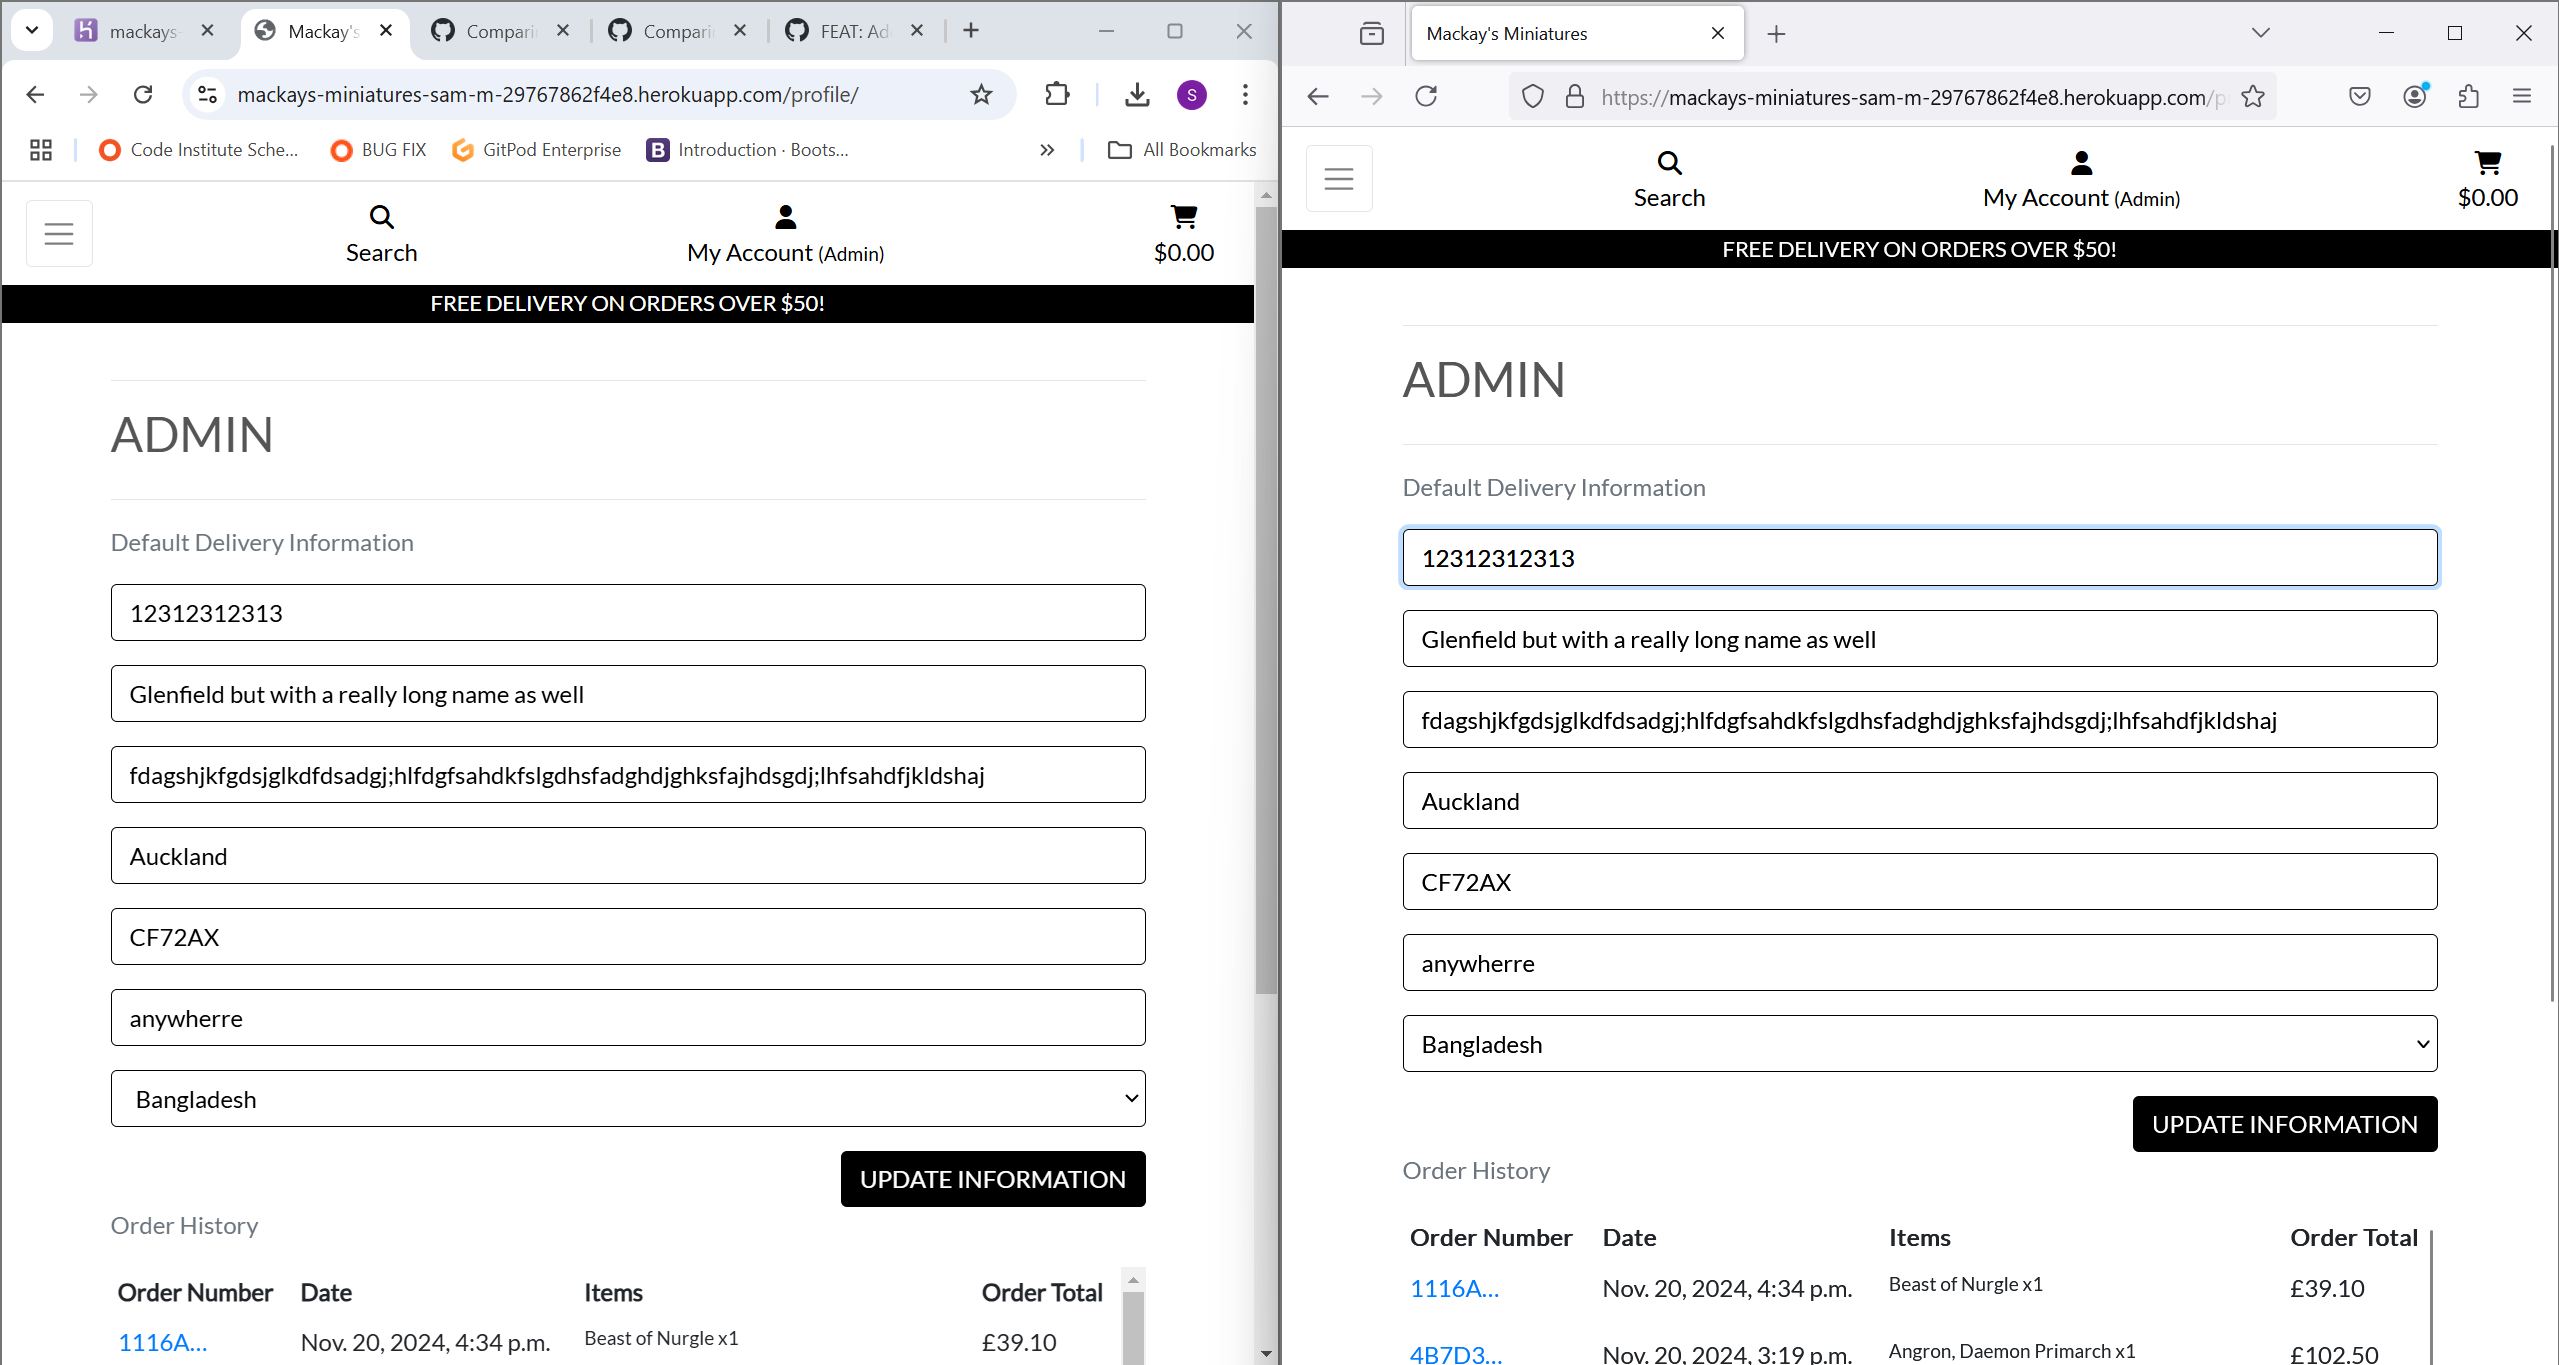 mackays-
Mackay's
Compari
Compari
FEAT: Ad
mackays-miniatures-sam-m-29767862f4e8.herokuapp.com/profile/
S
Code Institute Sche...
BUG FIX
GitPod Enterprise
B
Introduction · Boots...
All Bookmarks
Search
My Account (Admin)
$0.00
FREE DELIVERY ON ORDERS OVER $50!
ADMIN
Default Delivery Information
12312312313
Glenfield but with a really long name as well
fdagshjkfgdsjglkdfdsadgj;hlfdgfsahdkfslgdhsfadghdjghksfajhdsgdj;lhfsahdfjkldshaj
Auckland
CF72AX
anywherre
Bangladesh
UPDATE INFORMATION
Order History
Order Number Date Items Order Total
1116A... Nov. 20, 2024, 4:34 p.m. Beast of Nurgle x1 £39.10
Mackay's Miniatures
https://mackays-miniatures-sam-m-29767862f4e8.herokuapp.com/p
Search
My Account (Admin)
$0.00
FREE DELIVERY ON ORDERS OVER $50!
ADMIN
Default Delivery Information
12312312313
Glenfield but with a really long name as well
fdagshjkfgdsjglkdfdsadgj;hlfdgfsahdkfslgdhsfadghdjghksfajhdsgdj;lhfsahdfjkldshaj
Auckland
CF72AX
anywherre
Bangladesh
UPDATE INFORMATION
Order History
Order Number Date Items Order Total
1116A... Nov. 20, 2024, 4:34 p.m. Beast of Nurgle x1 £39.10
4B7D3... Nov. 20, 2024, 3:19 p.m. Angron, Daemon Primarch x1 £102.50